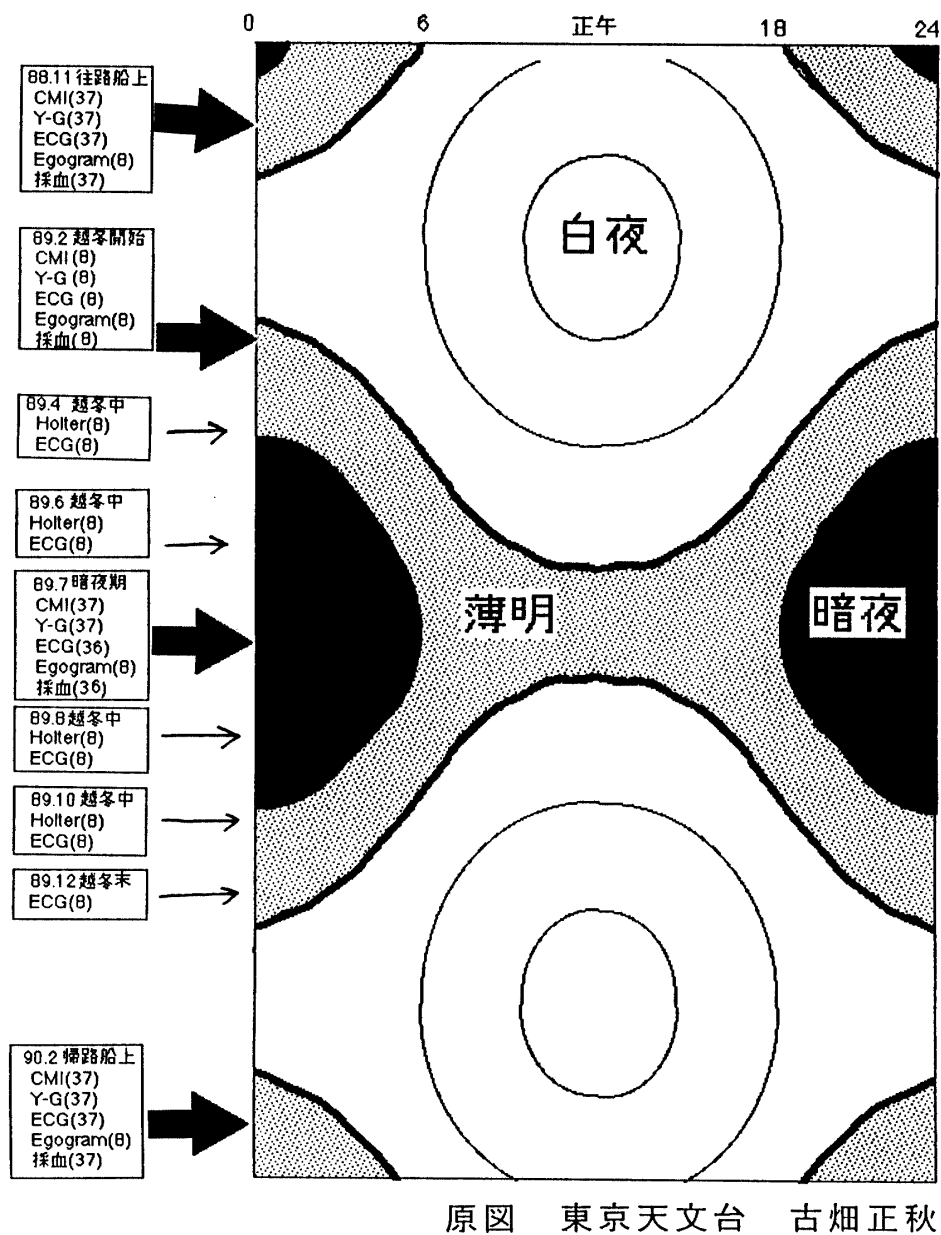 0 6 正午 18 24
88.11 往路船上
CMI(37)
Y-G(37)
ECG(37)
Egogram(8)
採血(37)
白夜
89.2 越冬開始
CMI(8)
Y-G (8)
ECG (8)
Egogram(8)
採血(8)
89.4 越冬中
Holter(8)
ECG(8)
89.6 越冬中
Holter(8)
ECG(8)
89.7 暗夜期
CMI(37)
Y-G(37)
ECG(36)
Egogram(8)
採血(36)
薄明
暗夜
89.8 越冬中
Holter(8)
ECG(8)
89.10 越冬中
Holter(8)
ECG(8)
89.12 越冬末
ECG(8)
90.2 帰路船上
CMI(37)
Y-G(37)
ECG(37)
Egogram(8)
採血(37)
原図 東京天文台 古畑正秋